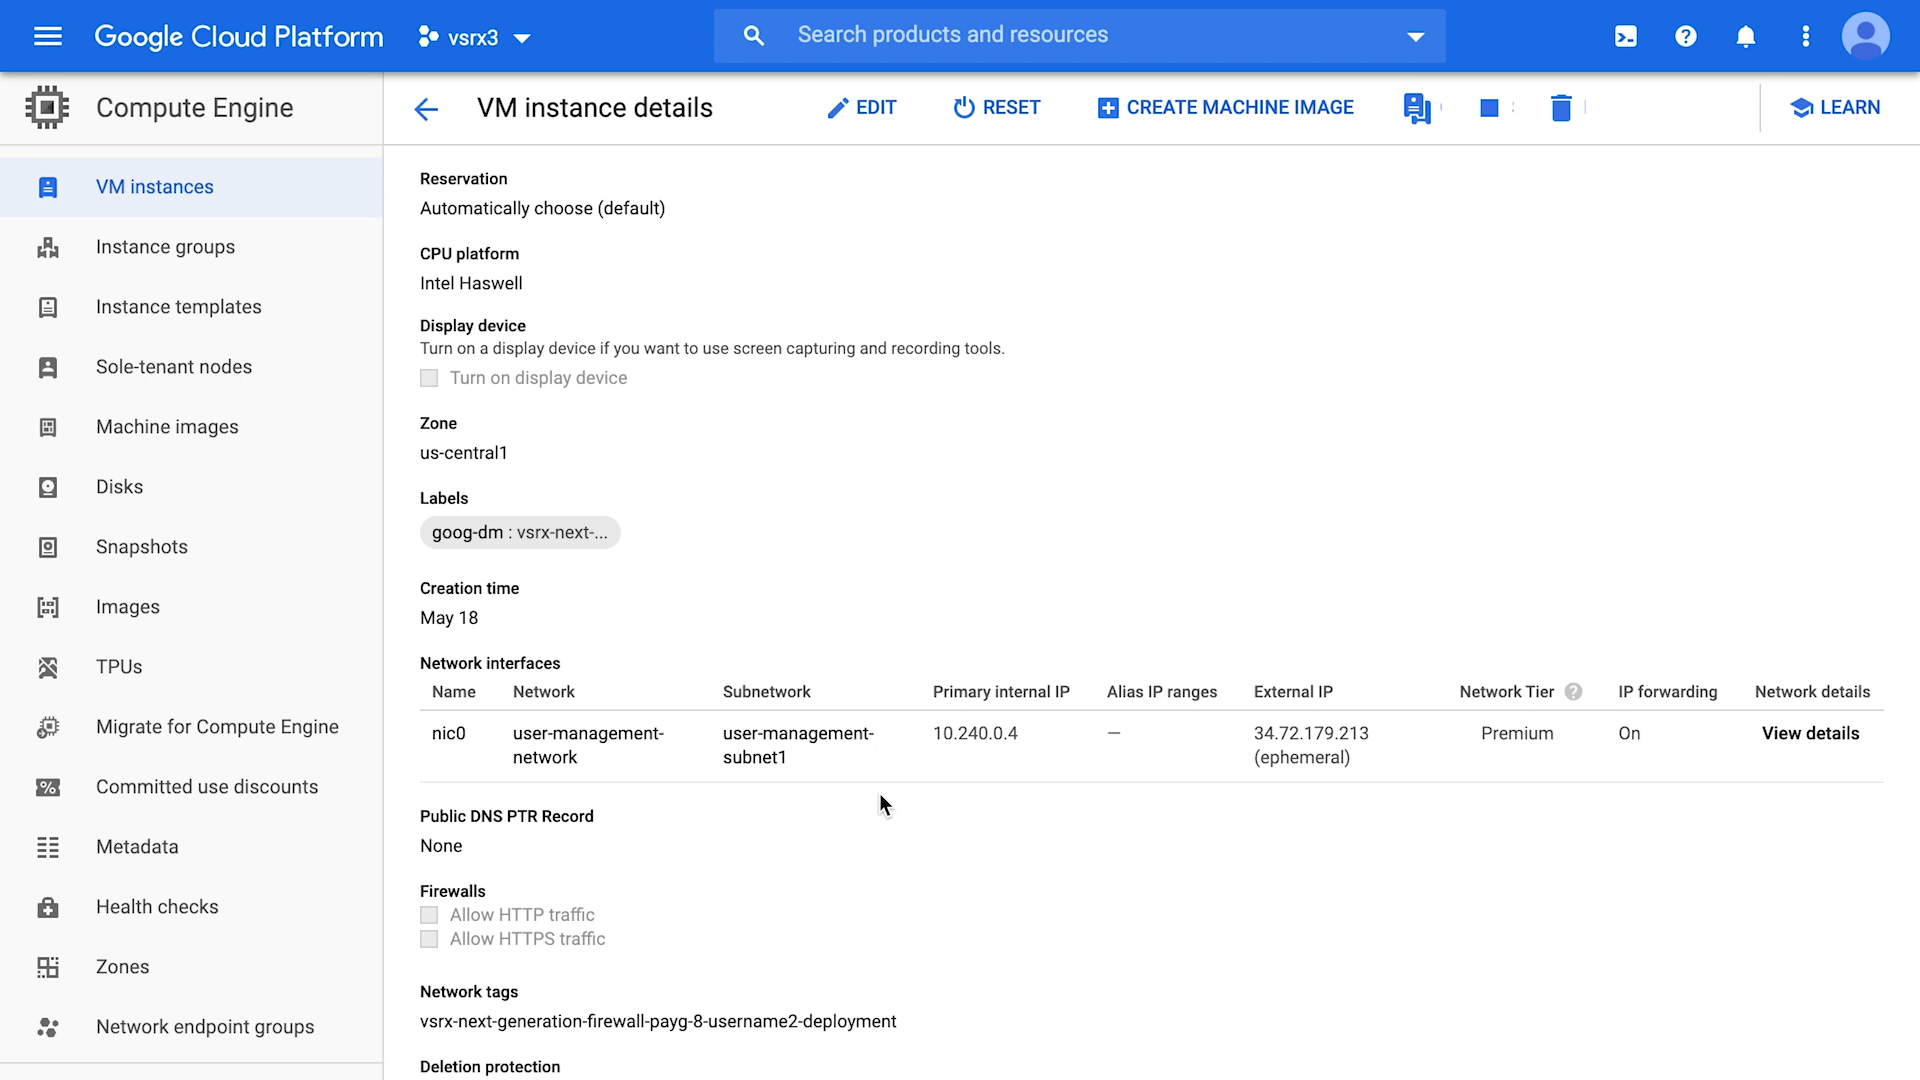 Google Cloud Platform
vsrx3
Search products and resources
Compute Engine
VM instance details
EDIT
RESET
CREATE MACHINE IMAGE
LEARN
VM instances
Instance groups
Instance templates
Sole-tenant nodes
Machine images
Disks
Snapshots
Images
TPUs
Migrate for Compute Engine
Committed use discounts
Metadata
Health checks
Zones
Network endpoint groups
Reservation
Automatically choose (default)
CPU platform
Intel Haswell
Display device
Turn on a display device if you want to use screen capturing and recording tools.
Turn on display device
Zone
us-central1
Labels
goog-dm : vsrx-next-...
Creation time
May 18
Network interfaces
Name Network Subnetwork Primary internal IP Alias IP ranges External IP Network Tier ? IP forwarding Network details
nic0 user-management- user-management- 10.240.0.4 — 34.72.179.213 Premium On View details
network subnet1 (ephemeral)
Public DNS PTR Record
None
Firewalls
Allow HTTP traffic
Allow HTTPS traffic
Network tags
vsrx-next-generation-firewall-payg-8-username2-deployment
Deletion protection